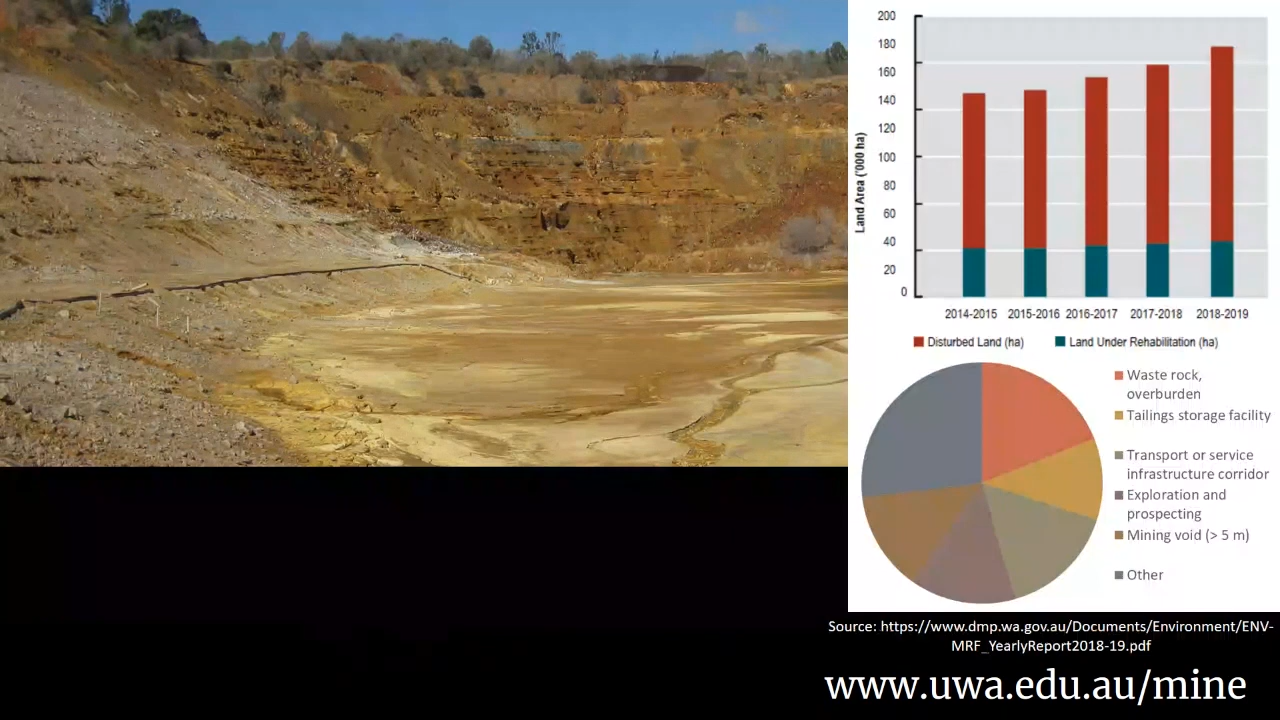 200
180
160
140
120
100
80
60
40
20
0
Land Area ('000 ha)
2014-2015 2015-2016 2016-2017 2017-2018 2018-2019
Disturbed Land (ha) Land Under Rehabilitation (ha)
Waste rock,
overburden
Tailings storage facility
Transport or service
infrastructure corridor
Exploration and
prospecting
Mining void (> 5 m)
Other
Source: https://www.dmp.wa.gov.au/Documents/Environment/ENV-
MRF_YearlyReport2018-19.pdf
www.uwa.edu.au/mine